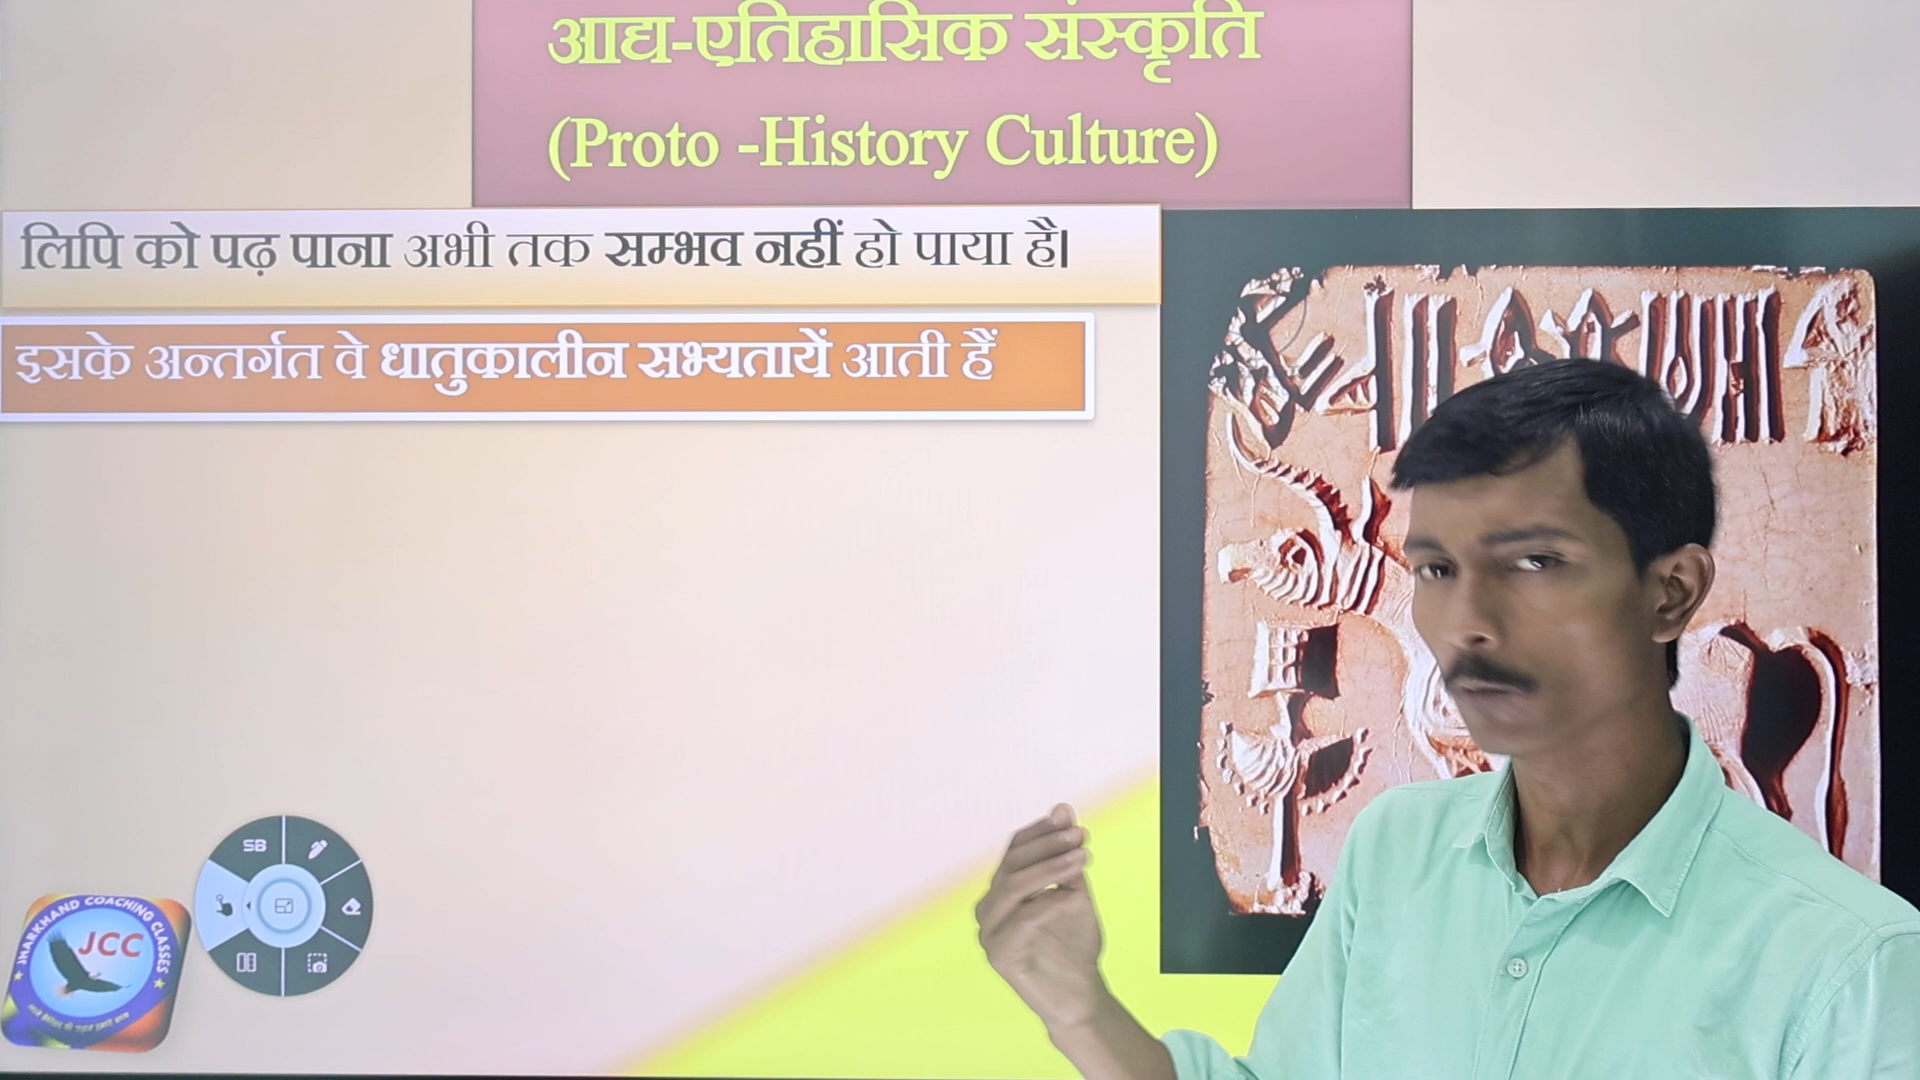 आद्य-एतिहासिक संस्कृति
(Proto -History Culture)
लिपि को पढ़ पाना अभी तक सम्भव नहीं हो पाया है।
इसके अन्तर्गत वे धातुकालीन सभ्यतायें आती हैं
SB
JHARKHAND COACHING CLASSES
JCC